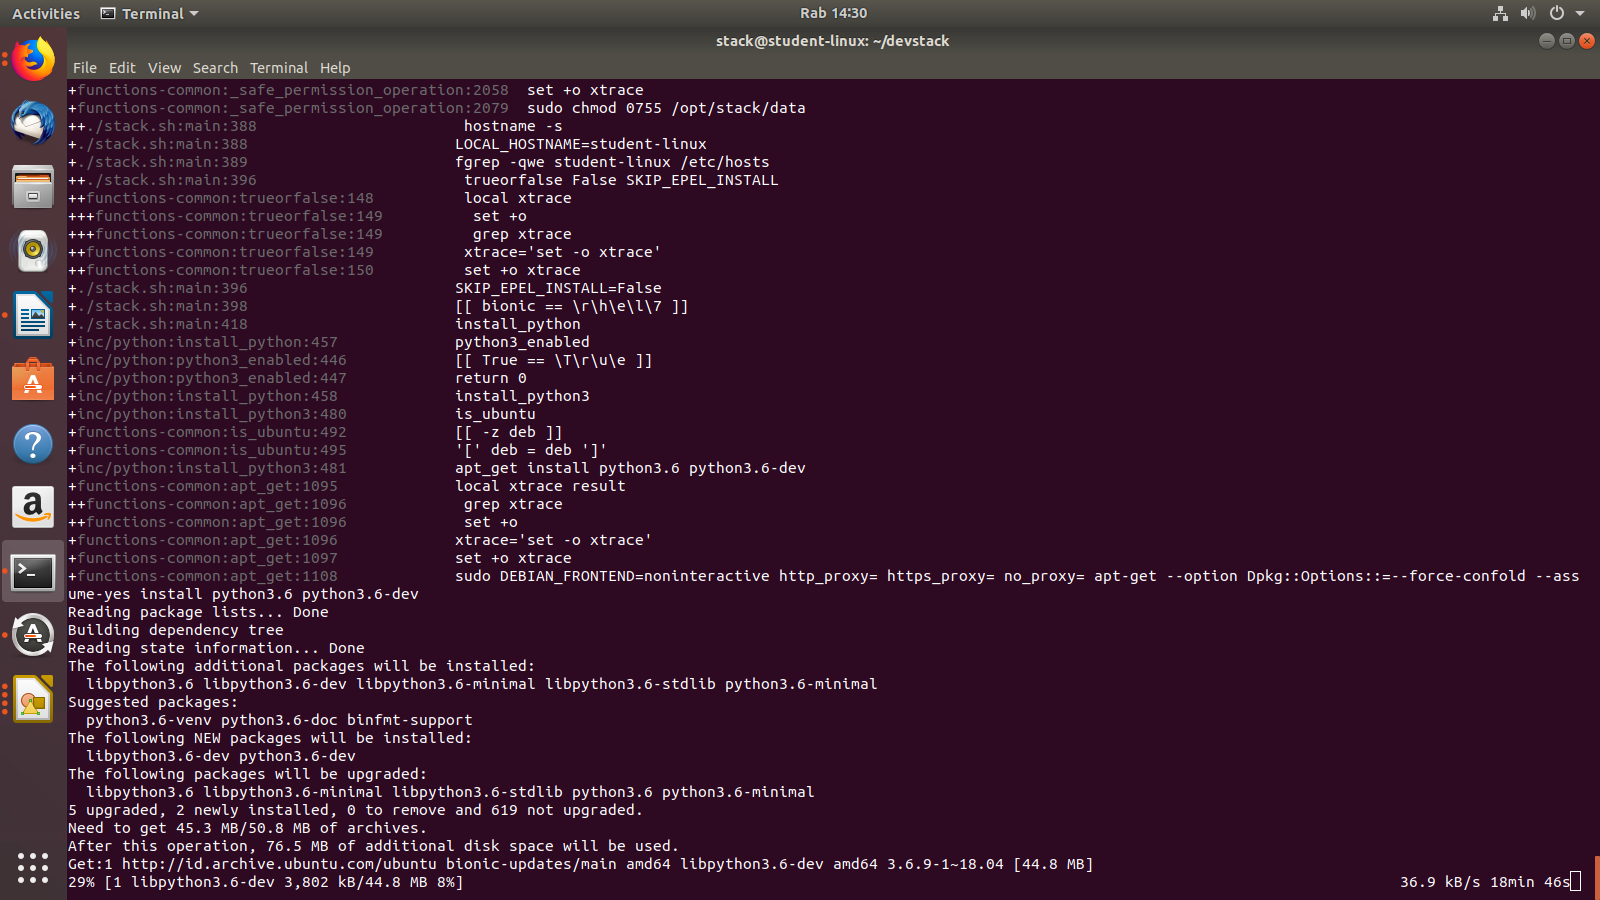 Activities Terminal Rab 14:30
stack@student-linux: ~/devstack
File Edit View Search Terminal Help
+functions-common:_safe_permission_operation:2058  set +o xtrace
+functions-common:_safe_permission_operation:2079  sudo chmod 0755 /opt/stack/data
++./stack.sh:main:388                       hostname -s
+./stack.sh:main:388                       LOCAL_HOSTNAME=student-linux
+./stack.sh:main:389                       fgrep -qwe student-linux /etc/hosts
++./stack.sh:main:396                       trueorfalse False SKIP_EPEL_INSTALL
++functions-common:trueorfalse:148          local xtrace
+++functions-common:trueorfalse:149          set +o
+++functions-common:trueorfalse:149          grep xtrace
++functions-common:trueorfalse:149          xtrace='set -o xtrace'
++functions-common:trueorfalse:150          set +o xtrace
+./stack.sh:main:396                       SKIP_EPEL_INSTALL=False
+./stack.sh:main:398                       [[ bionic == \r\h\e\l\7 ]]
+./stack.sh:main:418                       install_python
+inc/python:install_python:457             python3_enabled
+inc/python:python3_enabled:446            [[ True == \T\r\u\e ]]
+inc/python:python3_enabled:447            return 0
+inc/python:install_python:458             install_python3
+inc/python:install_python3:480            is_ubuntu
+functions-common:is_ubuntu:492            [[ -z deb ]]
+functions-common:is_ubuntu:495            '[' deb = deb ']'
+inc/python:install_python3:481            apt_get install python3.6 python3.6-dev
+functions-common:apt_get:1095             local xtrace result
++functions-common:apt_get:1096             grep xtrace
++functions-common:apt_get:1096             set +o
+functions-common:apt_get:1096             xtrace='set -o xtrace'
+functions-common:apt_get:1097             set +o xtrace
+functions-common:apt_get:1108             sudo DEBIAN_FRONTEND=noninteractive http_proxy= https_proxy= no_proxy= apt-get --option Dpkg::Options::=--force-confold --ass
ume-yes install python3.6 python3.6-dev
Reading package lists... Done
Building dependency tree
Reading state information... Done
The following additional packages will be installed:
  libpython3.6 libpython3.6-dev libpython3.6-minimal libpython3.6-stdlib python3.6-minimal
Suggested packages:
  python3.6-venv python3.6-doc binfmt-support
The following NEW packages will be installed:
  libpython3.6-dev python3.6-dev
The following packages will be upgraded:
  libpython3.6 libpython3.6-minimal libpython3.6-stdlib python3.6 python3.6-minimal
5 upgraded, 2 newly installed, 0 to remove and 619 not upgraded.
Need to get 45.3 MB/50.8 MB of archives.
After this operation, 76.5 MB of additional disk space will be used.
Get:1 http://id.archive.ubuntu.com/ubuntu bionic-updates/main amd64 libpython3.6-dev amd64 3.6.9-1~18.04 [44.8 MB]
29% [1 libpython3.6-dev 3,802 kB/44.8 MB 8%] 36.9 kB/s 18min 46s